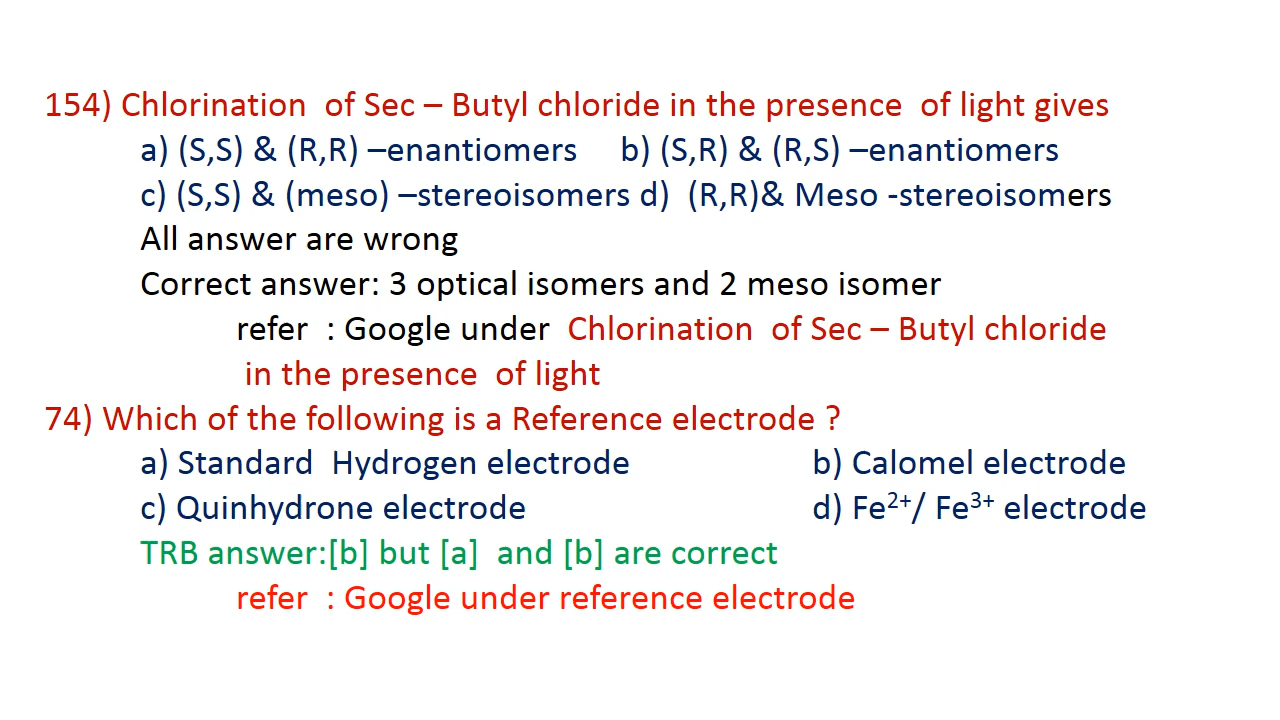 154) Chlorination of Sec – Butyl chloride in the presence of light gives
a) (S,S) & (R,R) –enantiomers b) (S,R) & (R,S) –enantiomers
c) (S,S) & (meso) –stereoisomers d) (R,R)& Meso -stereoisomers
All answer are wrong
Correct answer: 3 optical isomers and 2 meso isomer
refer : Google under Chlorination of Sec – Butyl chloride
in the presence of light
74) Which of the following is a Reference electrode ?
a) Standard Hydrogen electrode b) Calomel electrode
c) Quinhydrone electrode d) Fe²⁺/ Fe³⁺ electrode
TRB answer:[b] but [a] and [b] are correct
refer : Google under reference electrode